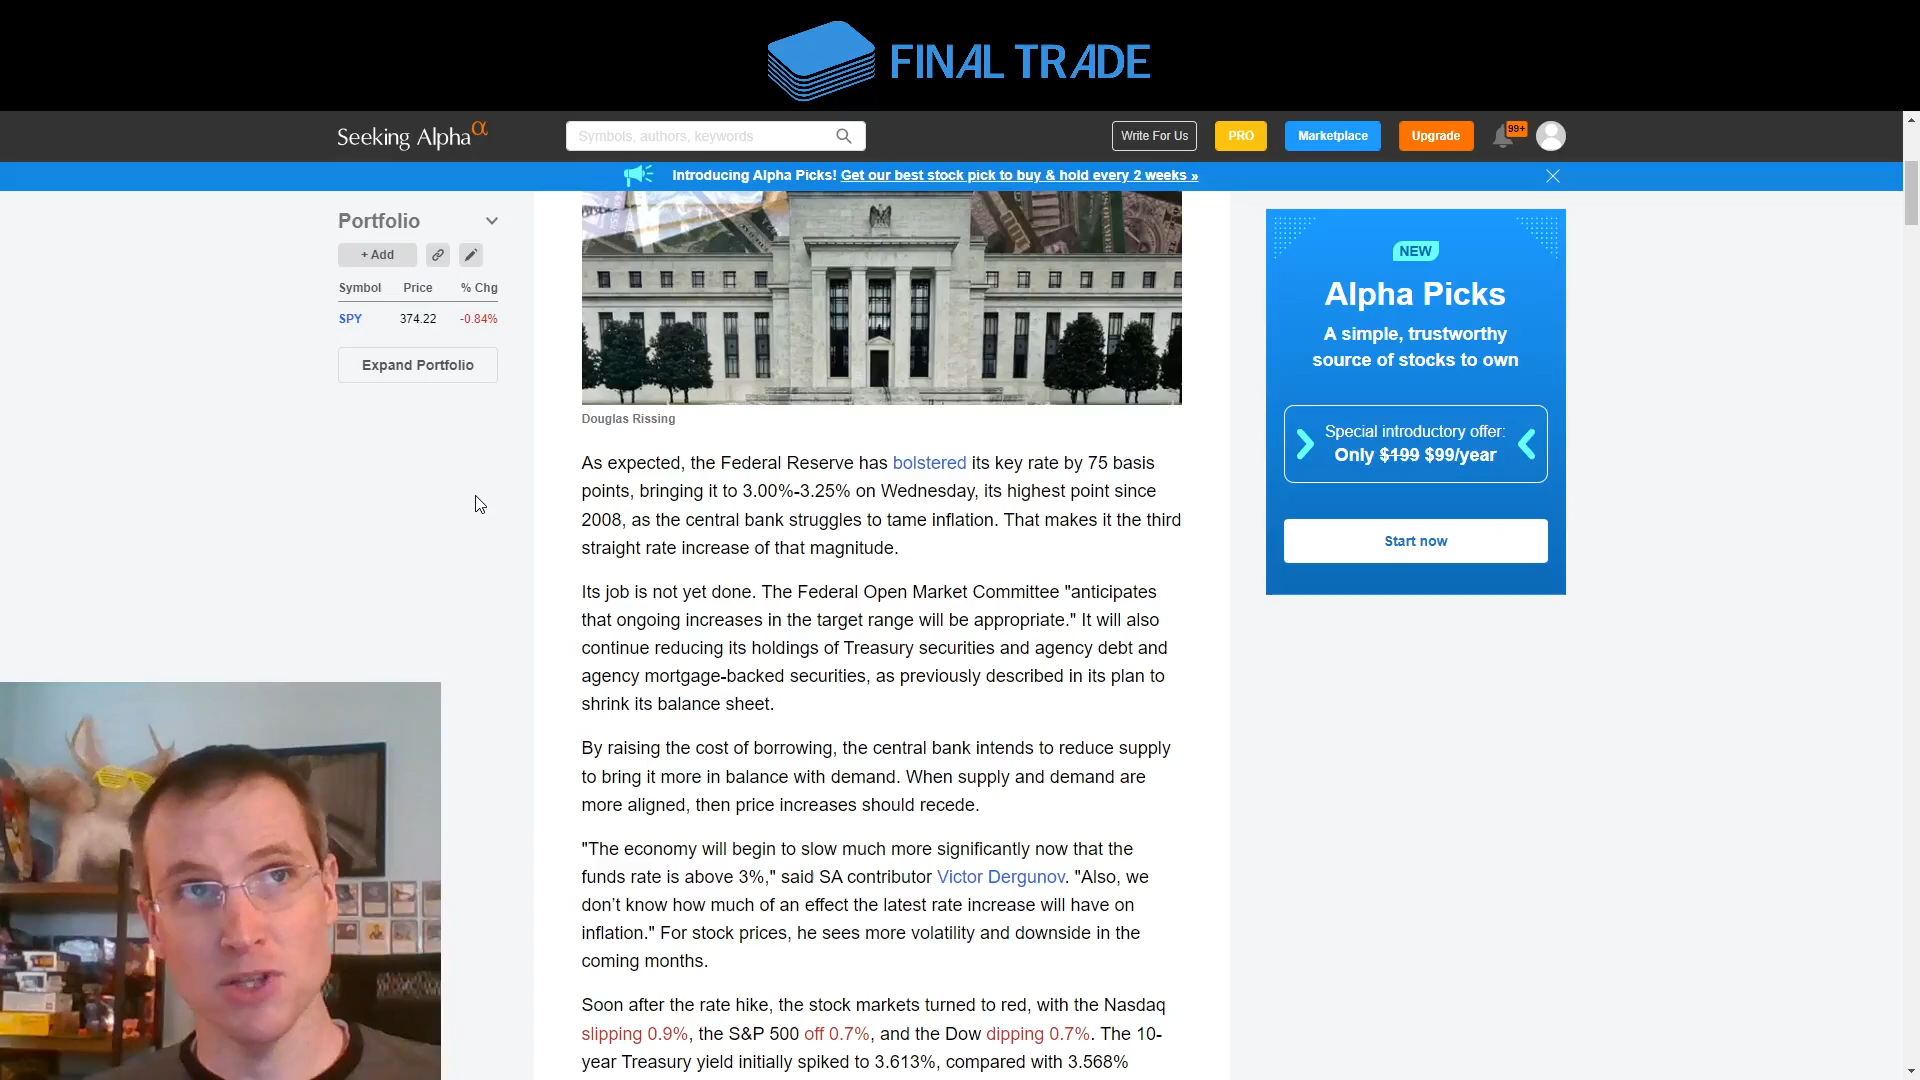 FINAL TRADE
Seeking Alpha α
Symbols, authors, keywords
Write For Us
PRO
Marketplace
Upgrade
99+
Introducing Alpha Picks! Get our best stock pick to buy & hold every 2 weeks »
Portfolio
+ Add
Symbol Price % Chg
SPY 374.22 -0.84%
Expand Portfolio
Douglas Rissing
As expected, the Federal Reserve has bolstered its key rate by 75 basis
points, bringing it to 3.00%-3.25% on Wednesday, its highest point since
2008, as the central bank struggles to tame inflation. That makes it the third
straight rate increase of that magnitude.
Its job is not yet done. The Federal Open Market Committee "anticipates
that ongoing increases in the target range will be appropriate." It will also
continue reducing its holdings of Treasury securities and agency debt and
agency mortgage-backed securities, as previously described in its plan to
shrink its balance sheet.
By raising the cost of borrowing, the central bank intends to reduce supply
to bring it more in balance with demand. When supply and demand are
more aligned, then price increases should recede.
"The economy will begin to slow much more significantly now that the
funds rate is above 3%," said SA contributor Victor Dergunov. "Also, we
don't know how much of an effect the latest rate increase will have on
inflation." For stock prices, he sees more volatility and downside in the
coming months.
Soon after the rate hike, the stock markets turned to red, with the Nasdaq
slipping 0.9%, the S&P 500 off 0.7%, and the Dow dipping 0.7%. The 10-
year Treasury yield initially spiked to 3.613%, compared with 3.568%
NEW
Alpha Picks
A simple, trustworthy
source of stocks to own
Special introductory offer:
Only $199 $99/year
Start now